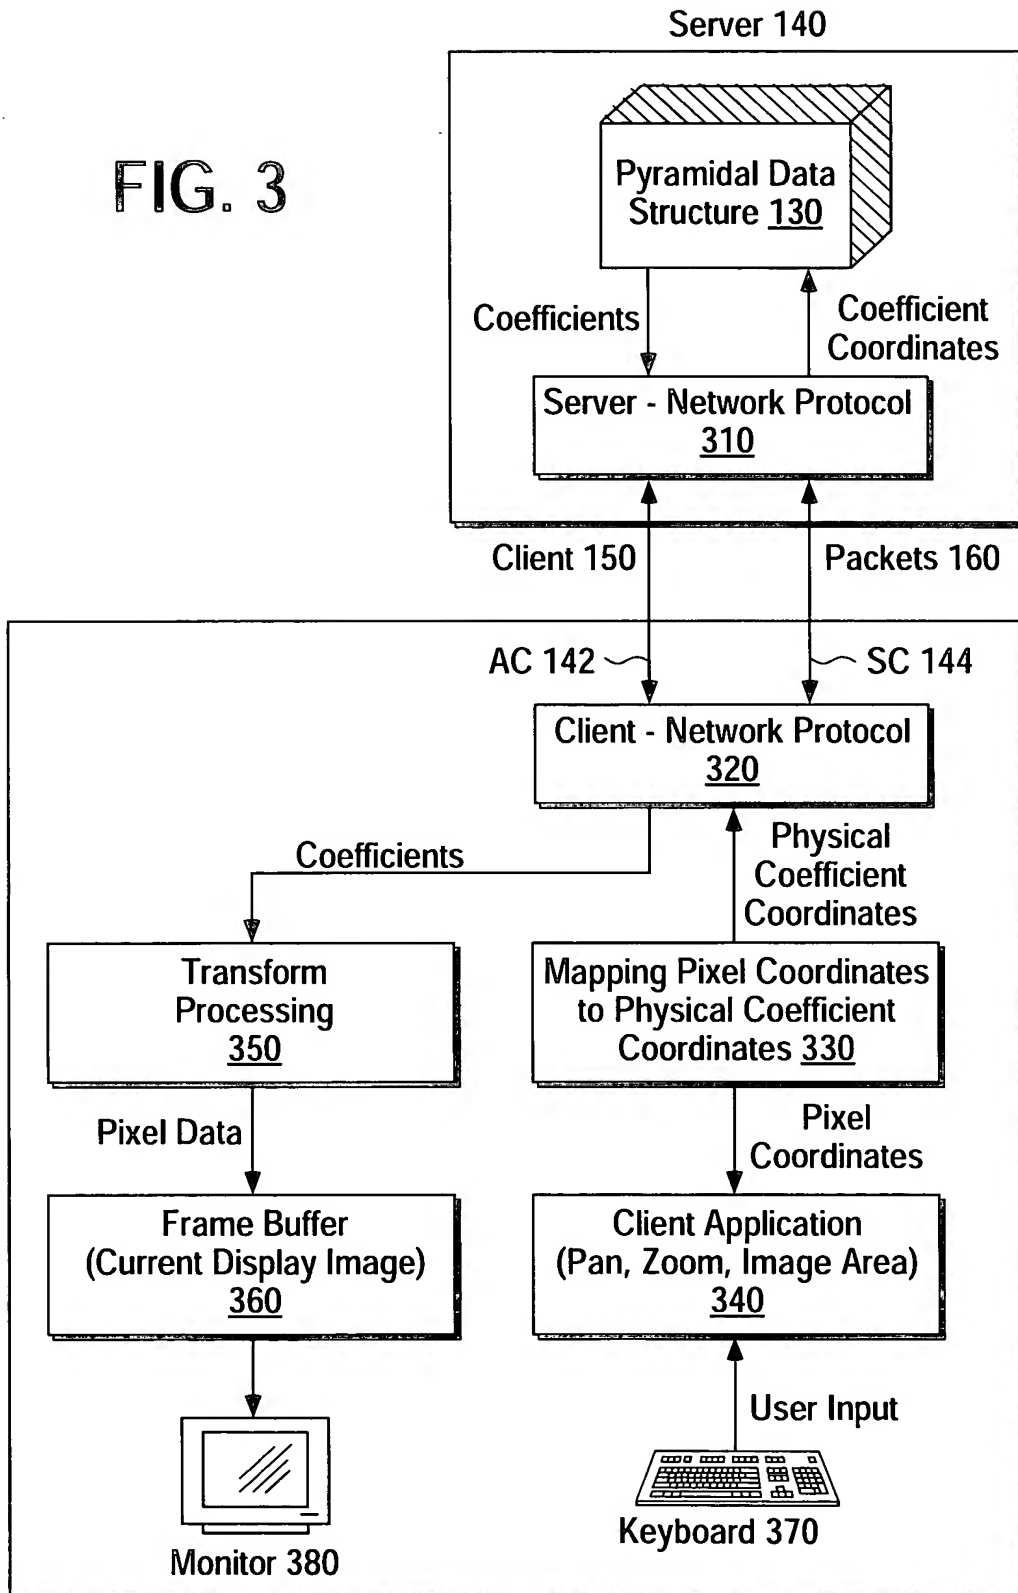 Server 140
FIG. 3
Pyramidal Data
Structure 130
Coefficients
Coefficient
Coordinates
Server - Network Protocol
310
Client 150
Packets 160
AC 142
SC 144
Client - Network Protocol
320
Coefficients
Physical
Coefficient
Coordinates
Transform
Processing
350
Mapping Pixel Coordinates
to Physical Coefficient
Coordinates 330
Pixel Data
Pixel
Coordinates
Frame Buffer
(Current Display Image)
360
Client Application
(Pan, Zoom, Image Area)
340
User Input
Keyboard 370
Monitor 380